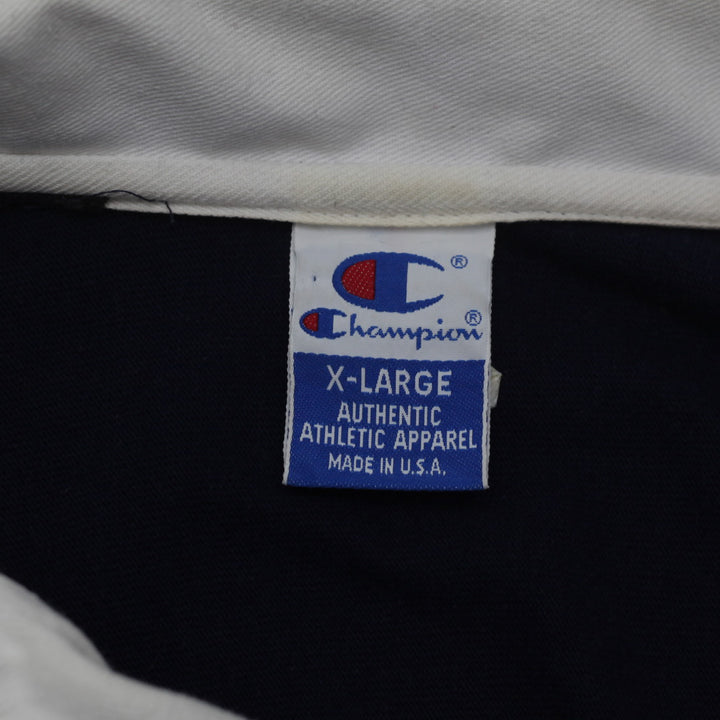 ®
Champion®
X-LARGE
AUTHENTIC
ATHLETIC APPAREL
MADE IN U.S.A.